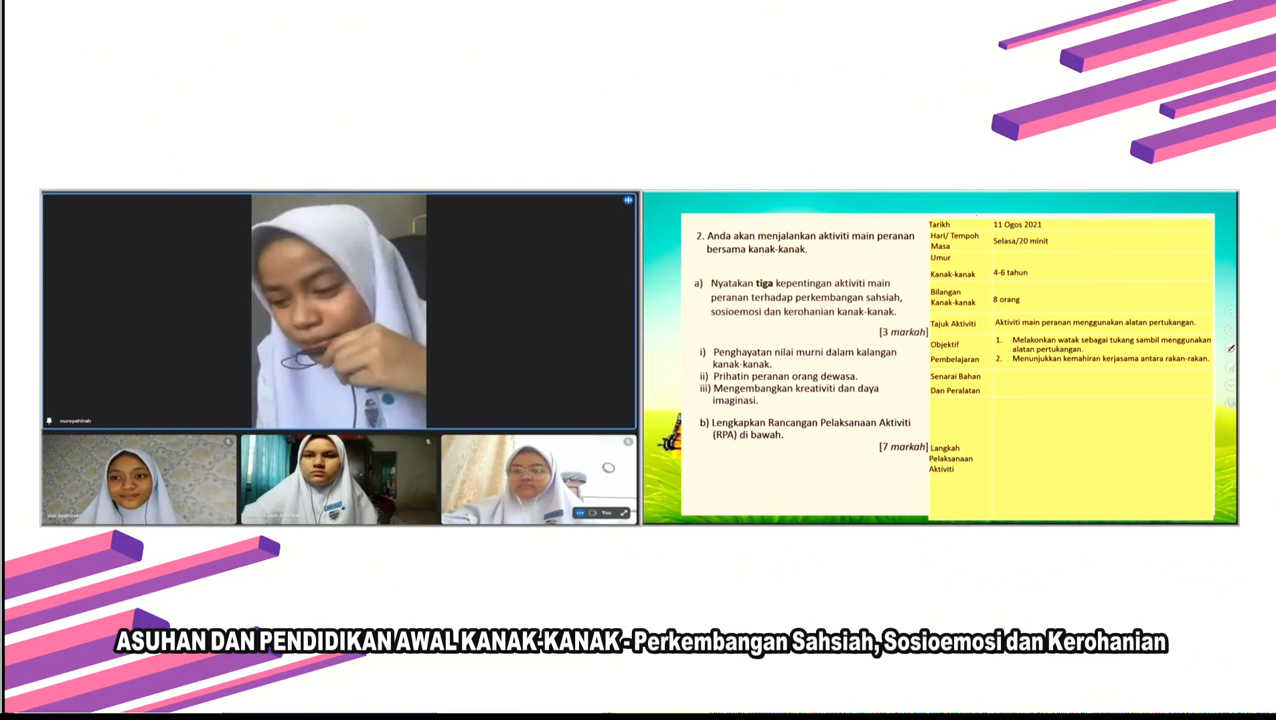 2. Anda akan menjalankan aktiviti main peranan
bersama kanak-kanak.
a) Nyatakan tiga kepentingan aktiviti main
peranan terhadap perkembangan sahsiah,
sosioemosi dan kerohanian kanak-kanak.
[3 markah]
i) Penghayatan nilai murni dalam kalangan
kanak-kanak.
ii) Prihatin peranan orang dewasa.
iii) Mengembangkan kreativiti dan daya
imaginasi.
b) Lengkapkan Rancangan Pelaksanaan Aktiviti
(RPA) di bawah.
[7 markah]
Tarikh 11 Ogos 2021
Hari/ Tempoh
Masa
Selasa/20 minit
Umur
Kanak-kanak 4-6 tahun
Bilangan
Kanak-kanak
8 orang
Tajuk Aktiviti Aktiviti main peranan menggunakan alatan pertukangan.
Objektif
Pembelajaran
1. Melakonkan watak sebagai tukang sambil menggunakan
alatan pertukangan.
2. Menunjukkan kemahiran kerjasama antara rakan-rakan.
Senarai Bahan
Dan Peralatan
Langkah
Pelaksanaan
Aktiviti
nursyahirah
You
ASUHAN DAN PENDIDIKAN AWAL KANAK-KANAK - Perkembangan Sahsiah, Sosioemosi dan Kerohanian